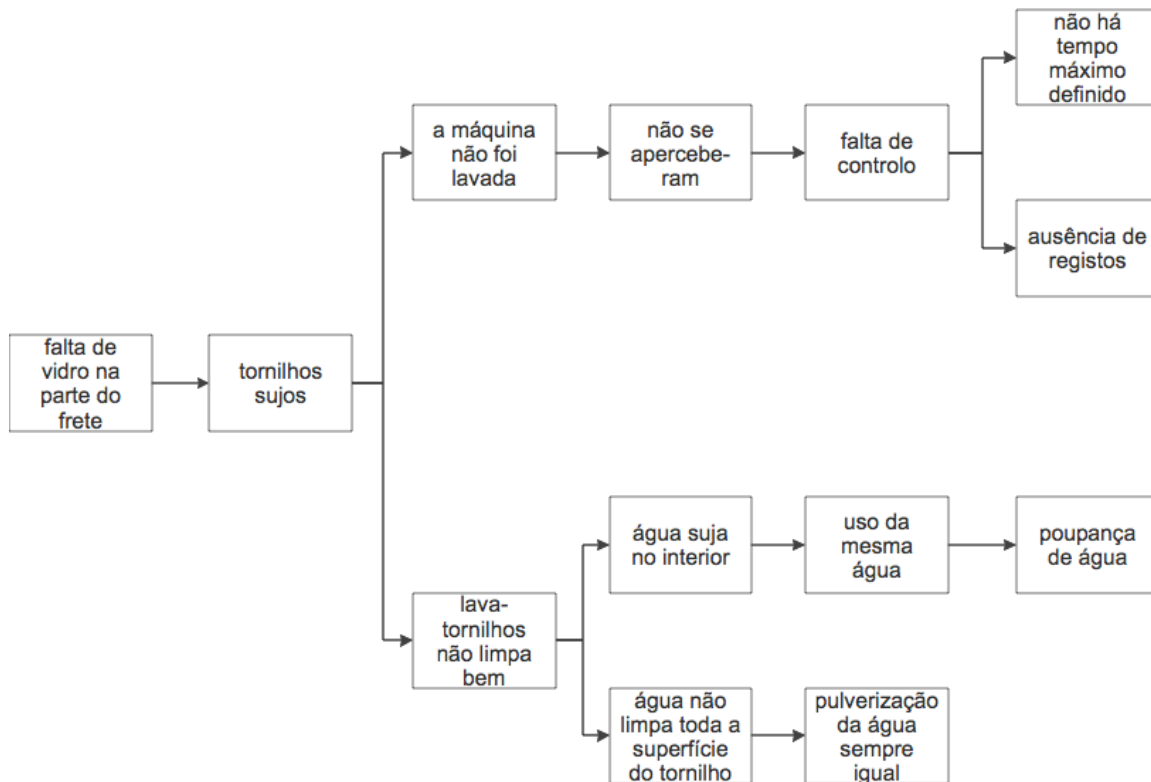 não há
tempo
máximo
definido
a máquina
não foi
lavada
não se
apercebe-
ram
falta de
controlo
ausência de
registos
falta de
vidro na
parte do
frete
tornilhos
sujos
água suja
no interior
uso da
mesma
água
poupança
de água
lava-
tornilhos
não limpa
bem
água não
limpa toda a
superfície
do tornilho
pulverização
da água
sempre
igual